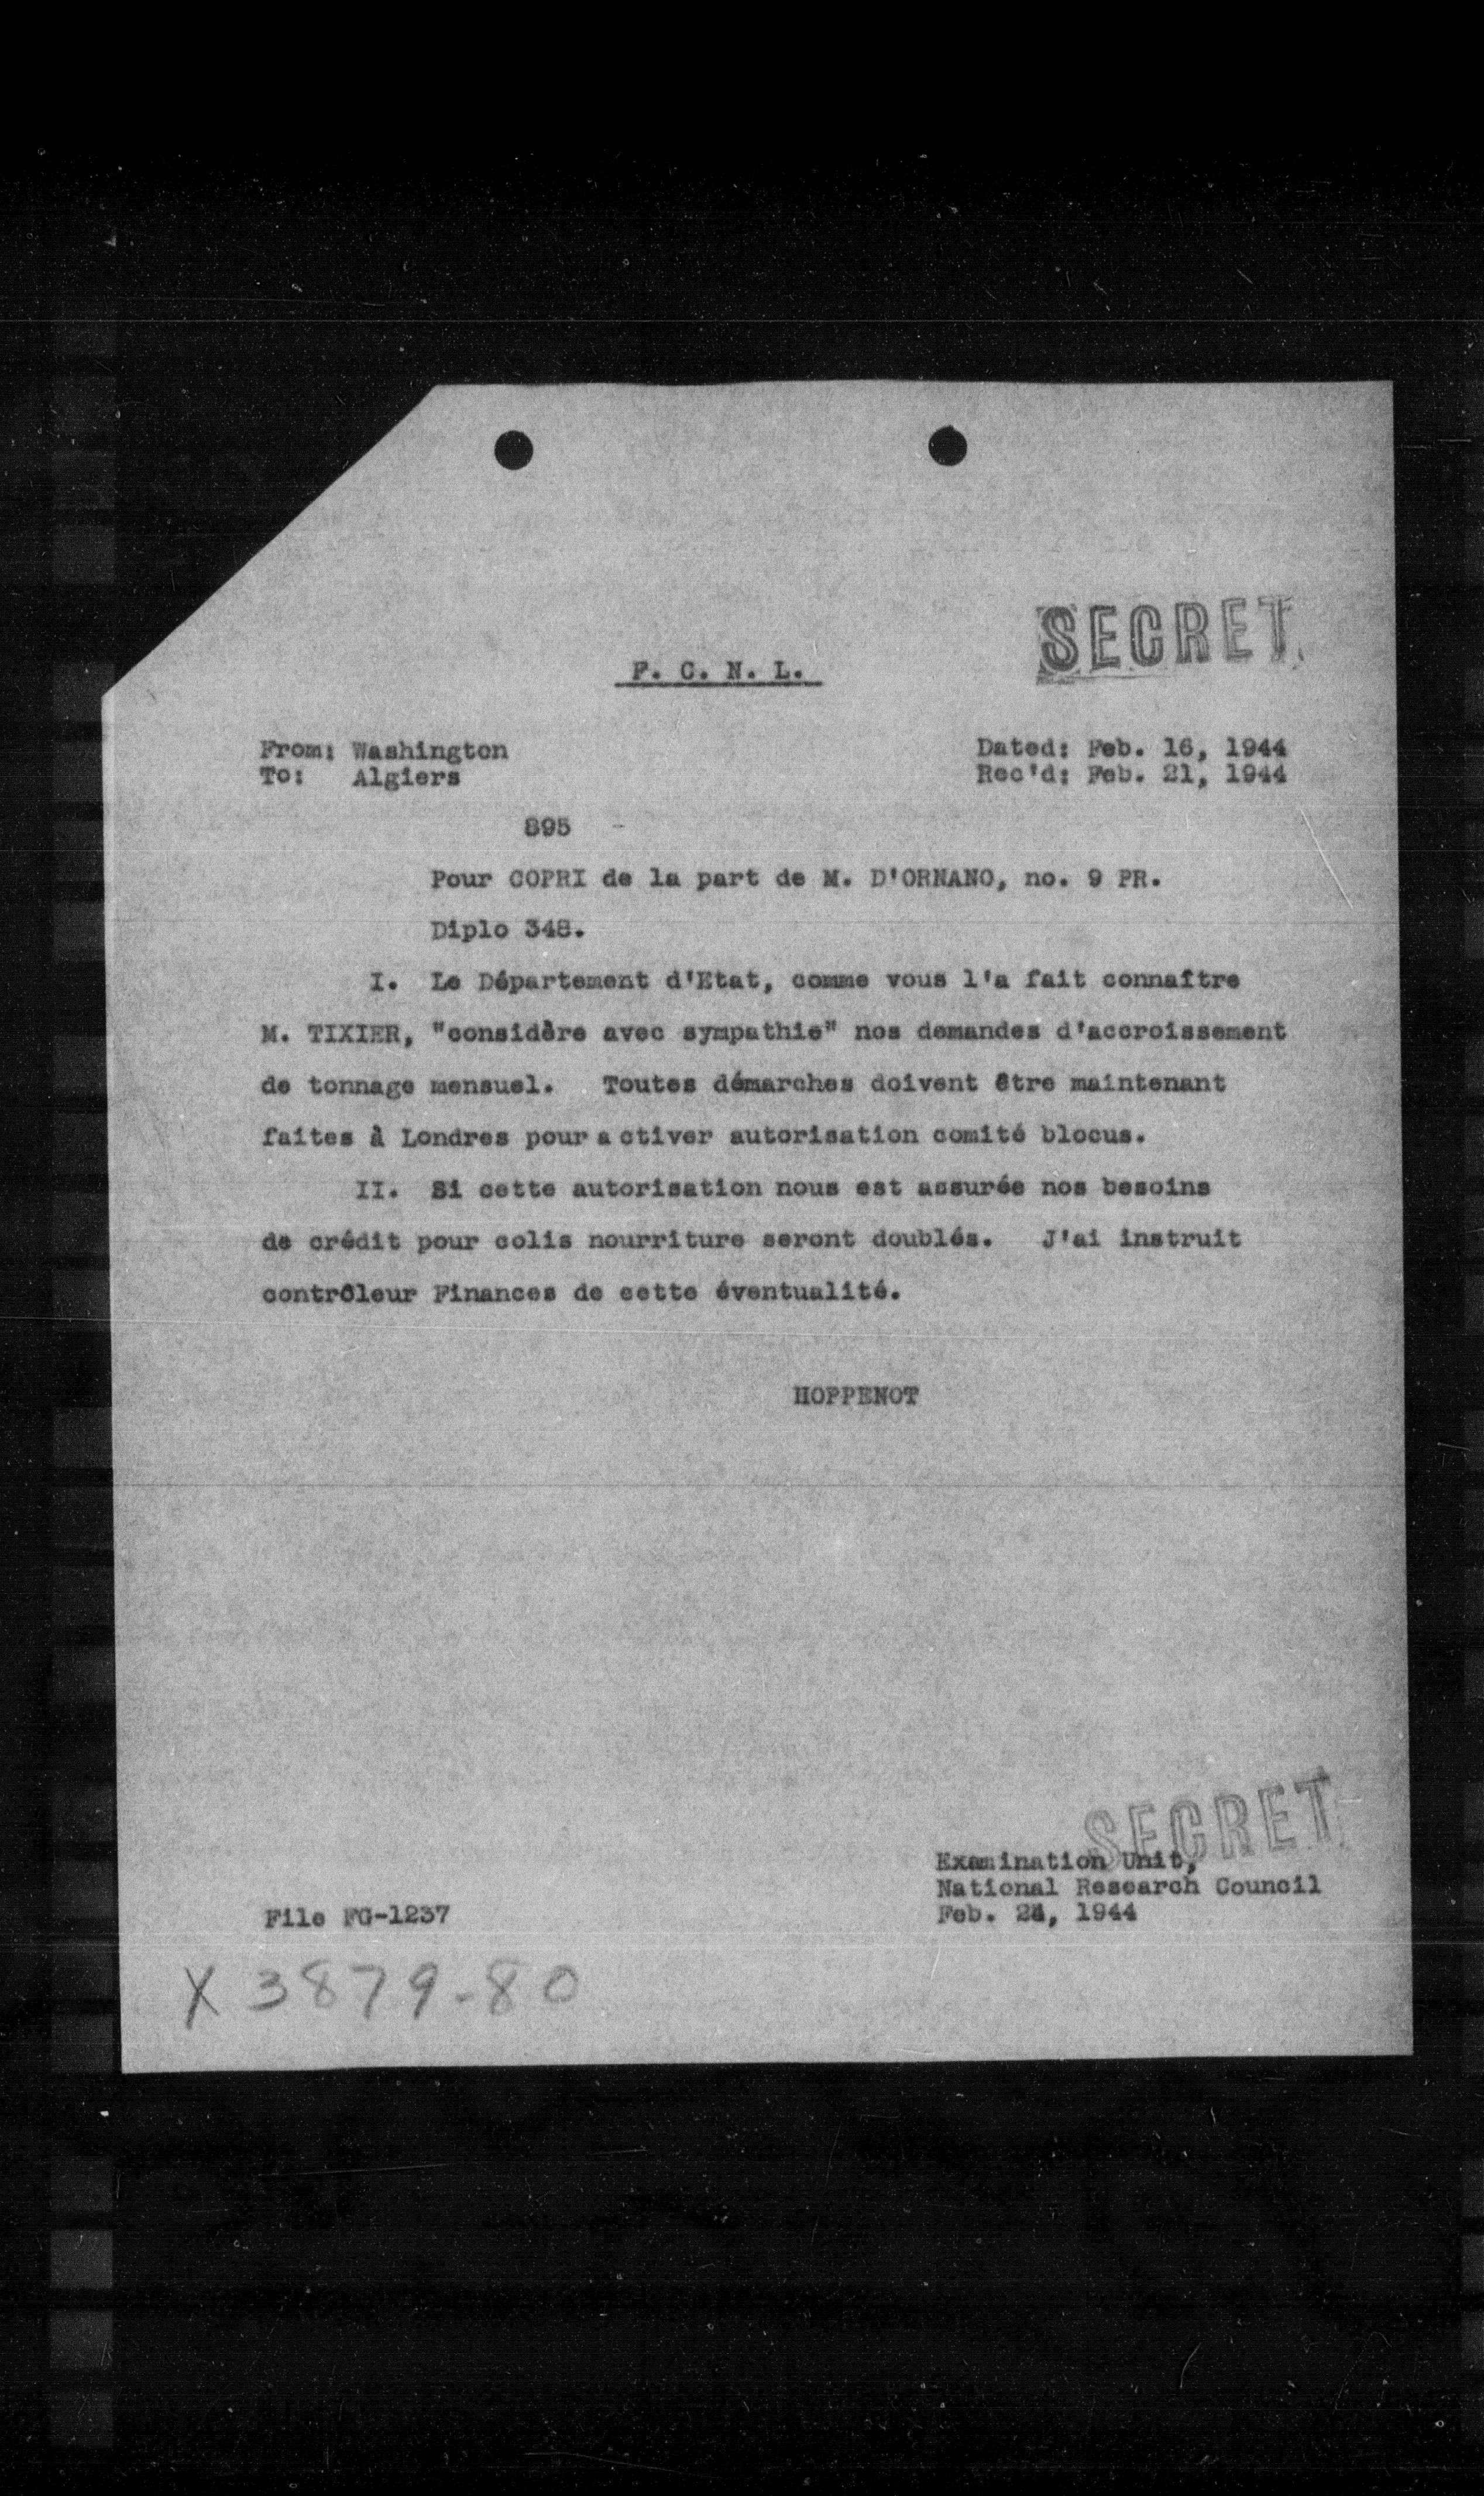 SECRET
F. C. N. L.
From: Washington
To: Algiers
Dated: Feb. 16, 1944
Rec'd: Feb. 21, 1944
895
Pour COPRI de la part de M. D'ORNANO, no. 9 PR.
Diplo 348.
I. Le Département d'Etat, comme vous l'a fait connaître
M. TIXIER, "considère avec sympathie" nos demandes d'accroissement
de tonnage mensuel. Toutes démarches doivent être maintenant
faites à Londres pour activer autorisation comité blocus.
II. Si cette autorisation nous est assurée nos besoins
de crédit pour colis nourriture seront doublés. J'ai instruit
contrôleur Finances de cette éventualité.
HOPPENOT
SECRET
Examination Unit,
National Research Council
Feb. 24, 1944
File FG-1237
X 3879-80